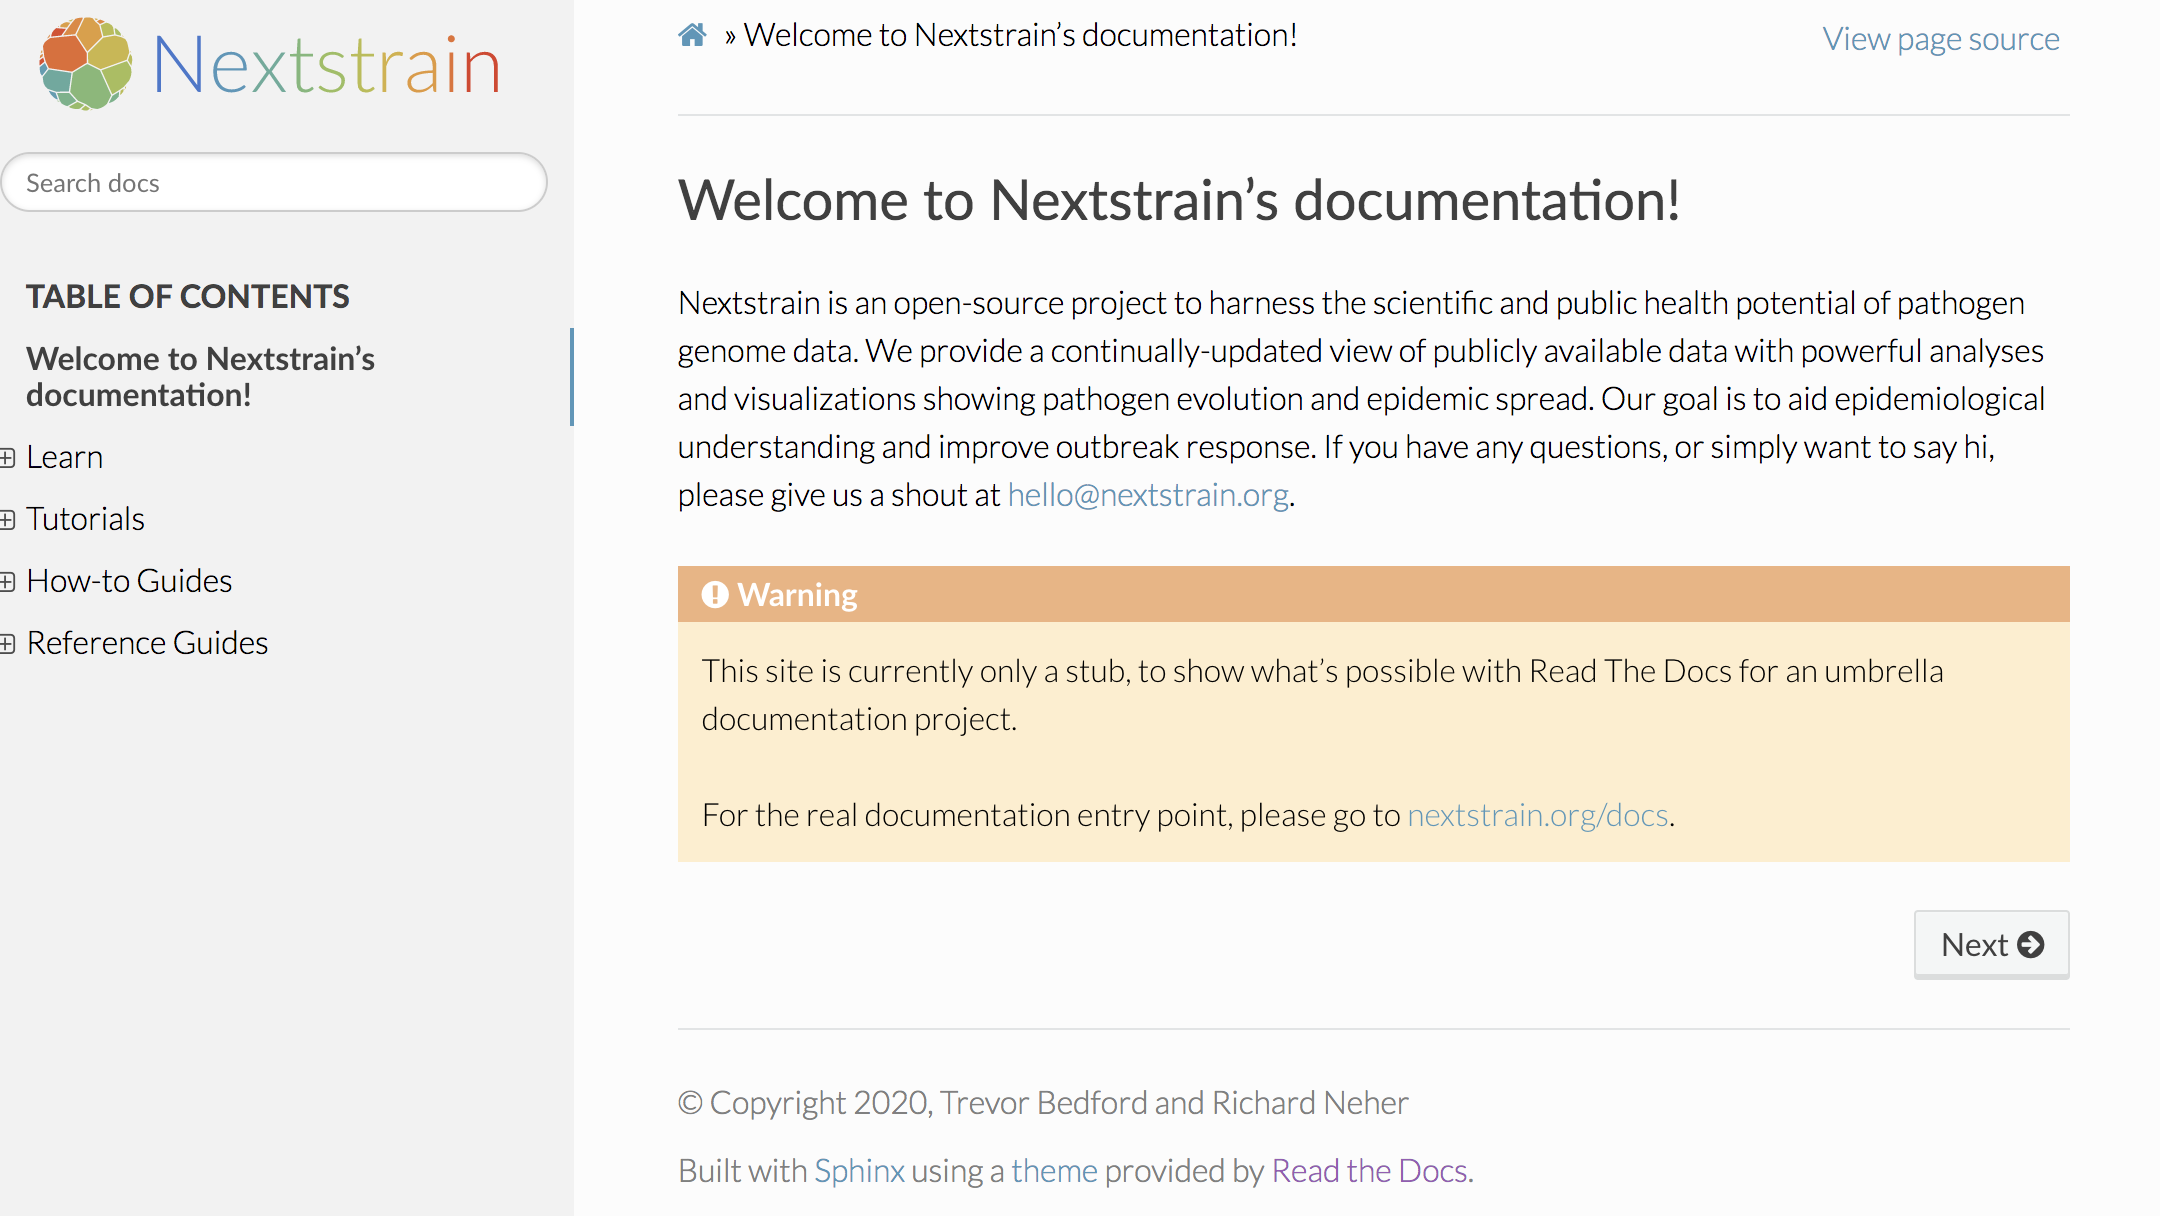 Nextstrain
Search docs
TABLE OF CONTENTS
Welcome to Nextstrain’s
documentation!
Learn
Tutorials
How-to Guides
Reference Guides
» Welcome to Nextstrain’s documentation!
View page source
Welcome to Nextstrain’s documentation!
Nextstrain is an open-source project to harness the scientific and public health potential of pathogen
genome data. We provide a continually-updated view of publicly available data with powerful analyses
and visualizations showing pathogen evolution and epidemic spread. Our goal is to aid epidemiological
understanding and improve outbreak response. If you have any questions, or simply want to say hi,
please give us a shout at hello@nextstrain.org.
Warning
This site is currently only a stub, to show what’s possible with Read The Docs for an umbrella
documentation project.
For the real documentation entry point, please go to nextstrain.org/docs.
Next
© Copyright 2020, Trevor Bedford and Richard Neher
Built with Sphinx using a theme provided by Read the Docs.